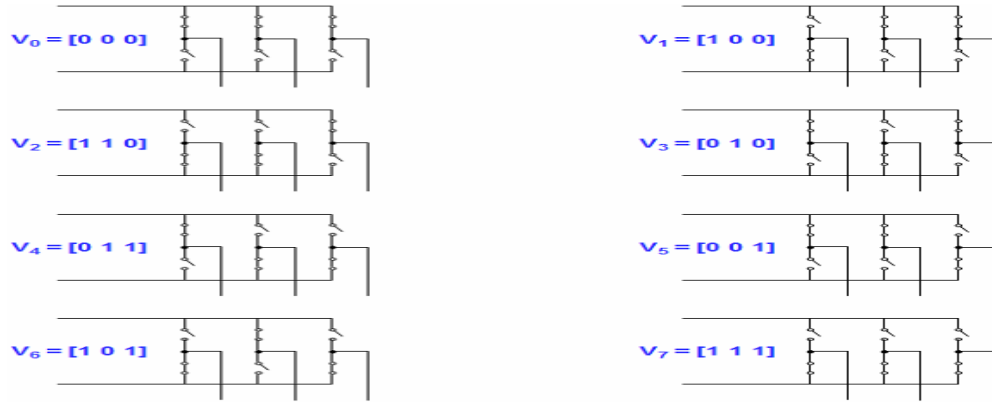 V₀ = [0 0 0]
V₁ = [1 0 0]
V₂ = [1 1 0]
V₃ = [0 1 0]
V₄ = [0 1 1]
V₅ = [0 0 1]
V₆ = [1 0 1]
V₇ = [1 1 1]